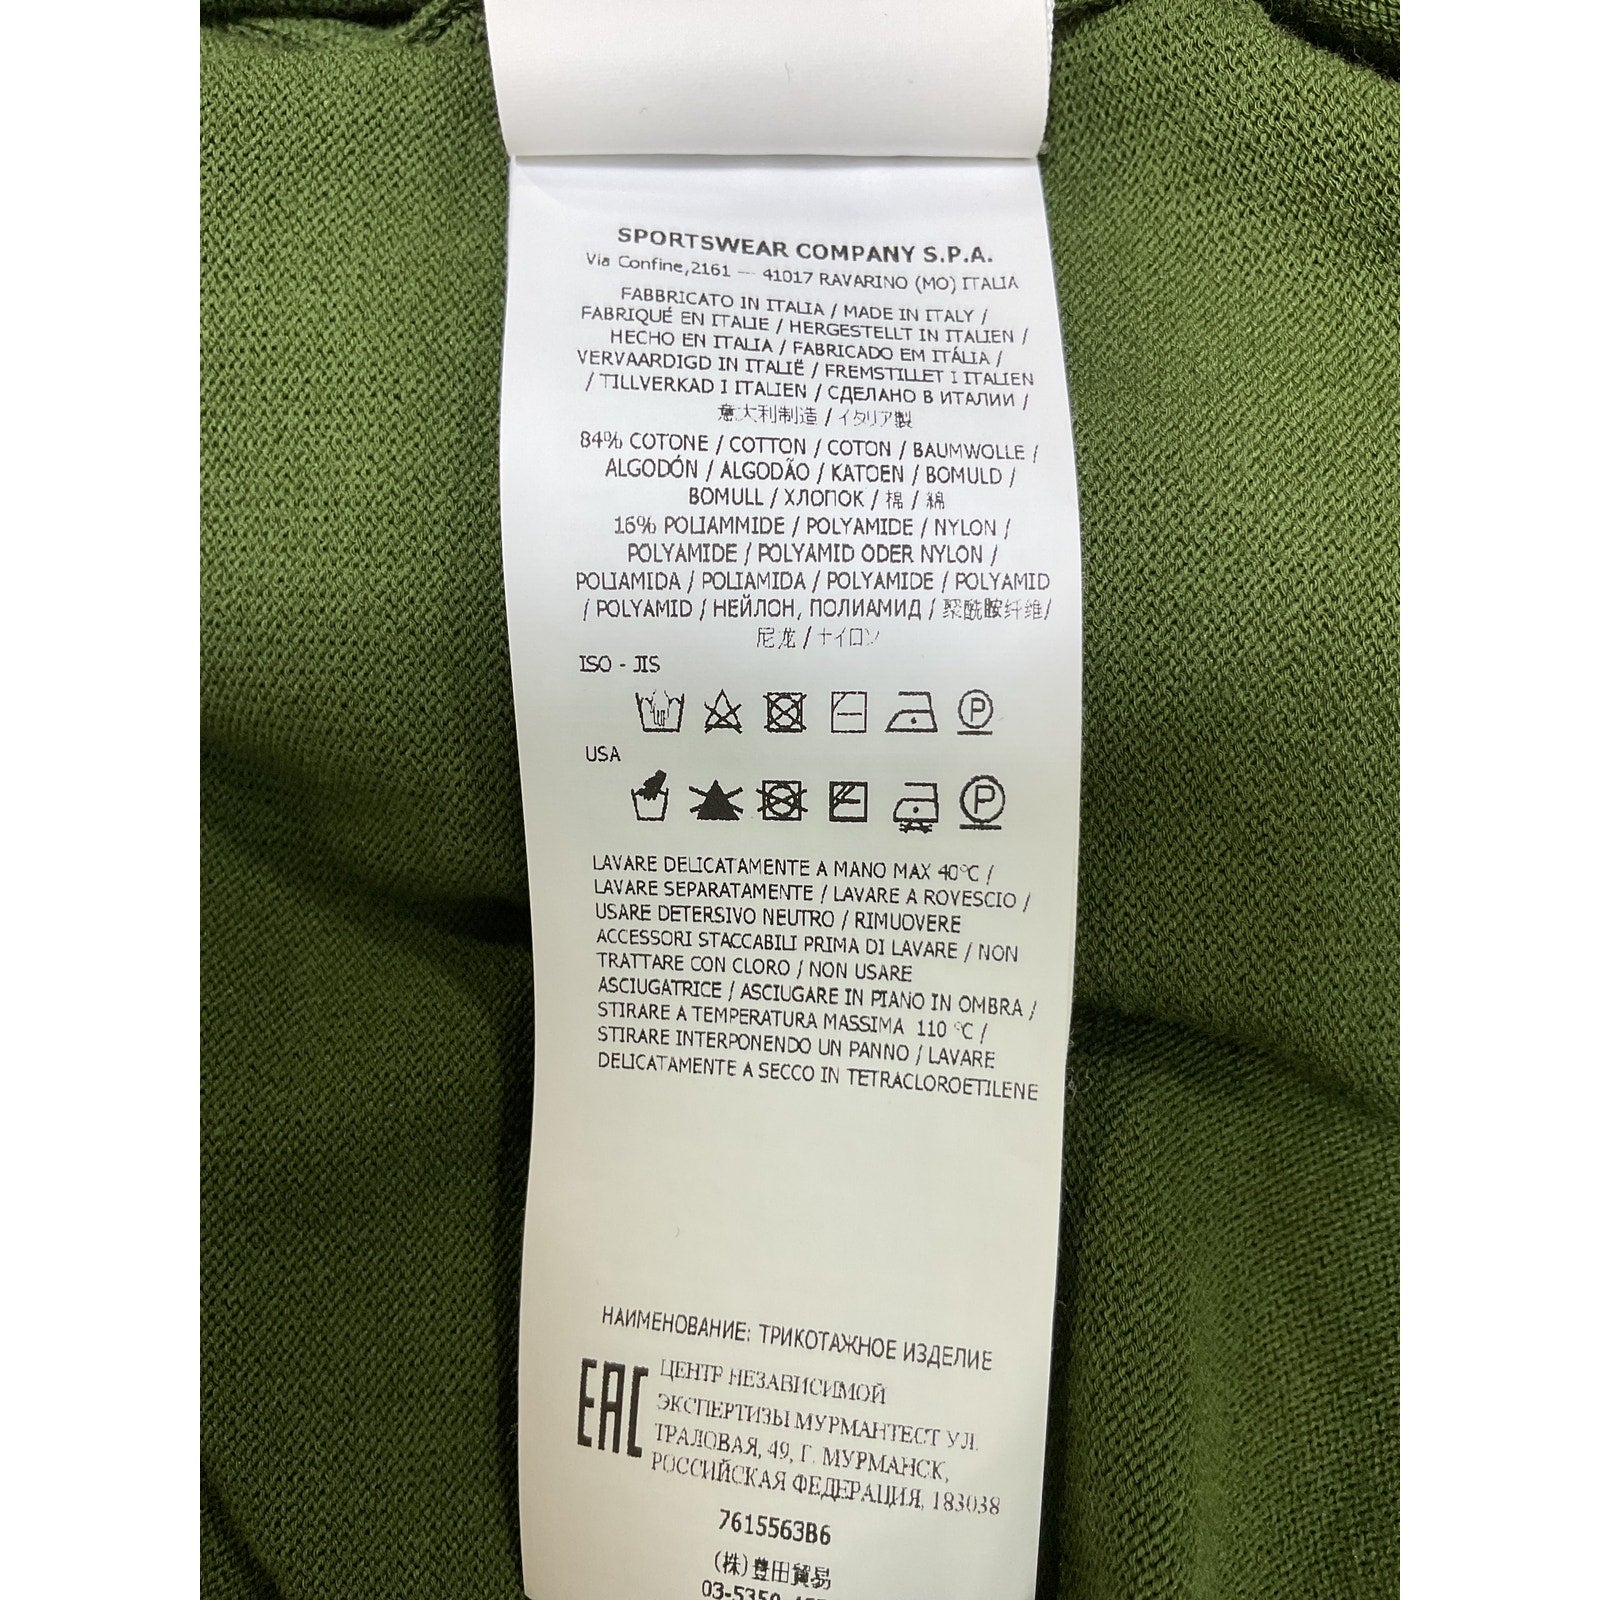 SPORTSWEAR COMPANY S.P.A.
Via Confine,2161 — 41017 RAVARINO (MO) ITALIA
FABBRICATO IN ITALIA / MADE IN ITALY /
FABRIQUÉ EN ITALIE / HERGESTELLT IN ITALIEN /
HECHO EN ITALIA / FABRICADO EM ITÁLIA /
VERVAARDIGD IN ITALIË / FREMSTILLET I ITALIEN
/ TILLVERKAD I ITALIEN / СДЕЛАНО В ИТАЛИИ /
意大利制造 / イタリア製
84% COTONE / COTTON / COTON / BAUMWOLLE /
ALGODÓN / ALGODÃO / KATOEN / BOMULD /
BOMULL / ХЛОПОК / 棉 / 綿
16% POLIAMMIDE / POLYAMIDE / NYLON /
POLYAMIDE / POLYAMID ODER NYLON /
POLIAMIDA / POLIAMIDA / POLYAMIDE / POLYAMID
/ POLYAMID / НЕЙЛОН, ПОЛИАМИД / 聚酰胺纤维/
尼龙 / ナイロン
ISO - JIS
P
USA
P
LAVARE DELICATAMENTE A MANO MAX 40°C /
LAVARE SEPARATAMENTE / LAVARE A ROVESCIO /
USARE DETERSIVO NEUTRO / RIMUOVERE
ACCESSORI STACCABILI PRIMA DI LAVARE / NON
TRATTARE CON CLORO / NON USARE
ASCIUGATRICE / ASCIUGARE IN PIANO IN OMBRA /
STIRARE A TEMPERATURA MASSIMA 110 °C /
STIRARE INTERPONENDO UN PANNO / LAVARE
DELICATAMENTE A SECCO IN TETRACLOROETILENE
НАИМЕНОВАНИЕ: ТРИКОТАЖНОЕ ИЗДЕЛИЕ
EAC
ЦЕНТР НЕЗАВИСИМОЙ
ЭКСПЕРТИЗЫ МУРМАНТЕСТ УЛ.
ТРАЛОВАЯ, 49, Г. МУРМАНСК,
РОССИЙСКАЯ ФЕДЕРАЦИЯ, 183038
7615563B6
(株)豊田貿易
03-5350